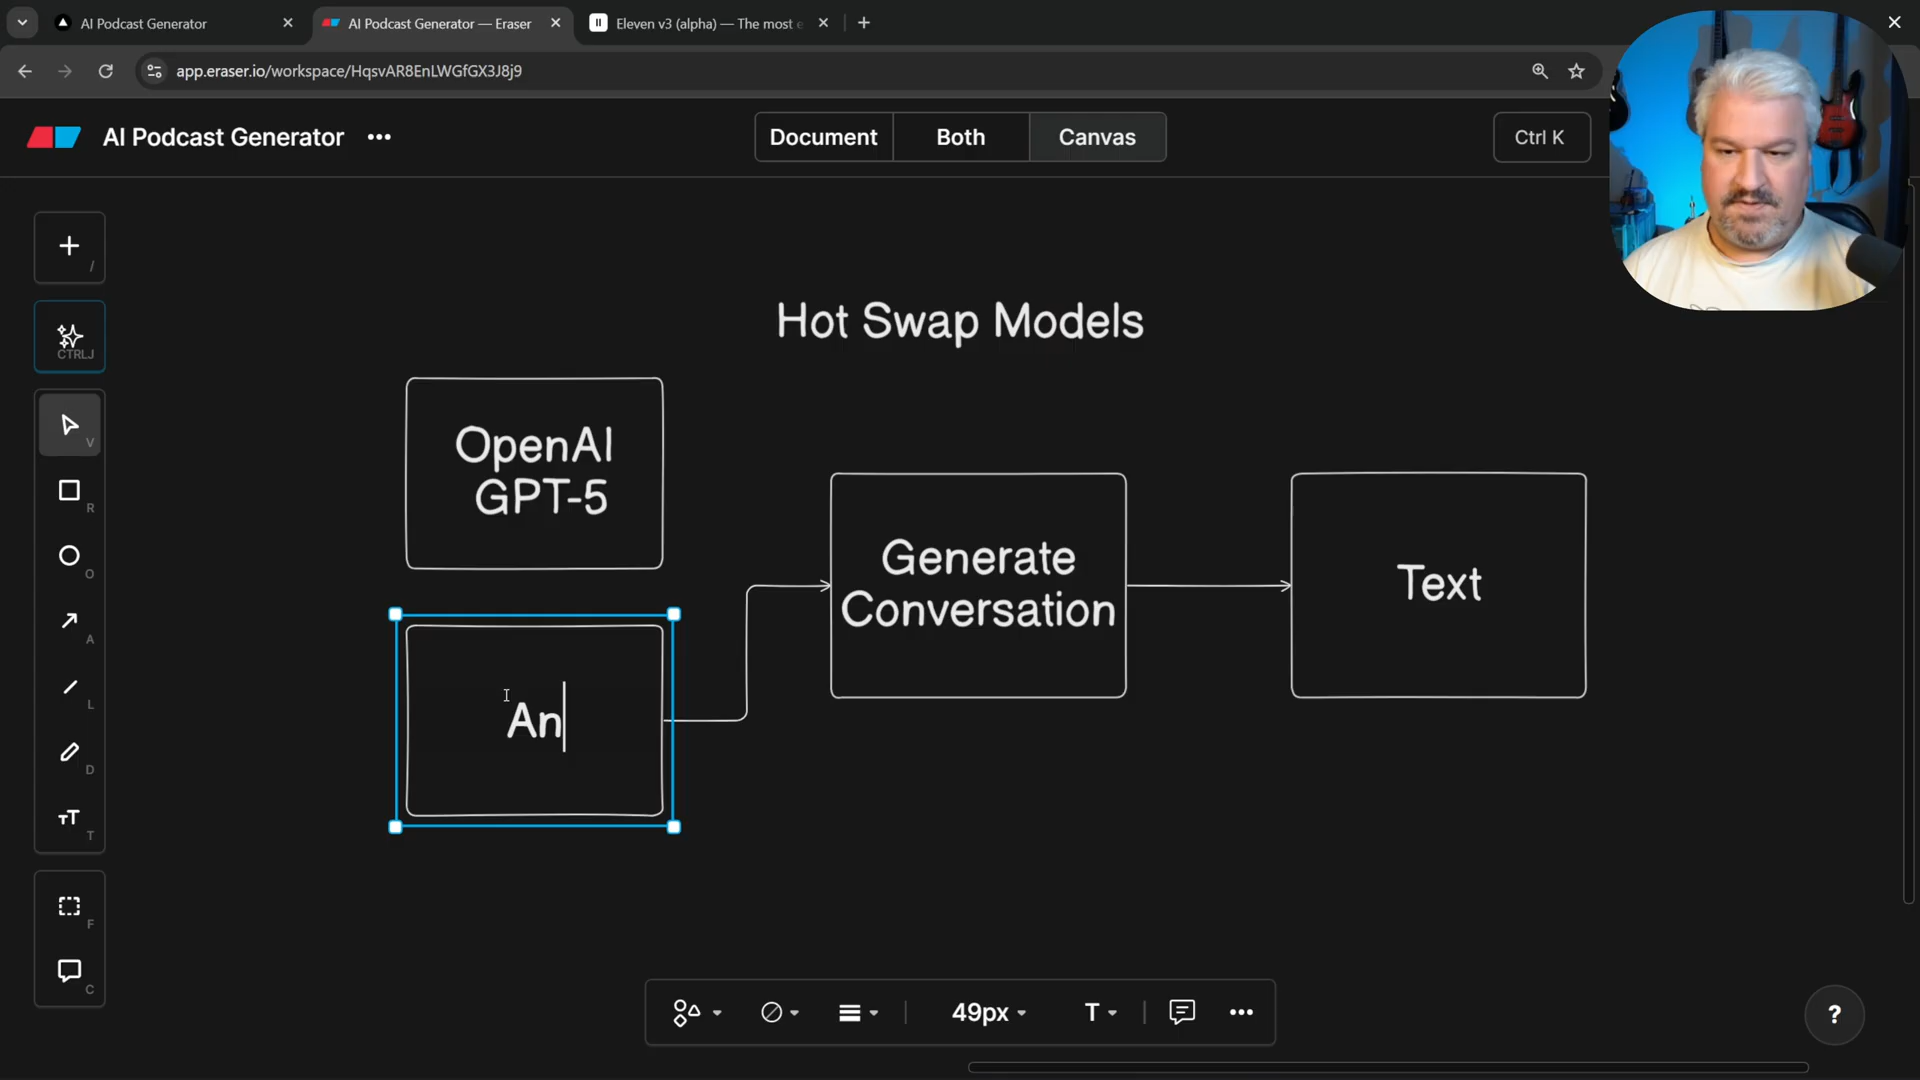 AI Podcast Generator
AI Podcast Generator — Eraser
Eleven v3 (alpha) — The most e
app.eraser.io/workspace/HqsvAR8EnLWGfGX3J8j9
AI Podcast Generator
Document
Both
Canvas
Ctrl K
/
CTRL J
V
R
O
A
L
D
T
F
C
Hot Swap Models
OpenAI
GPT-5
An
Generate
Conversation
Text
49px
T
?